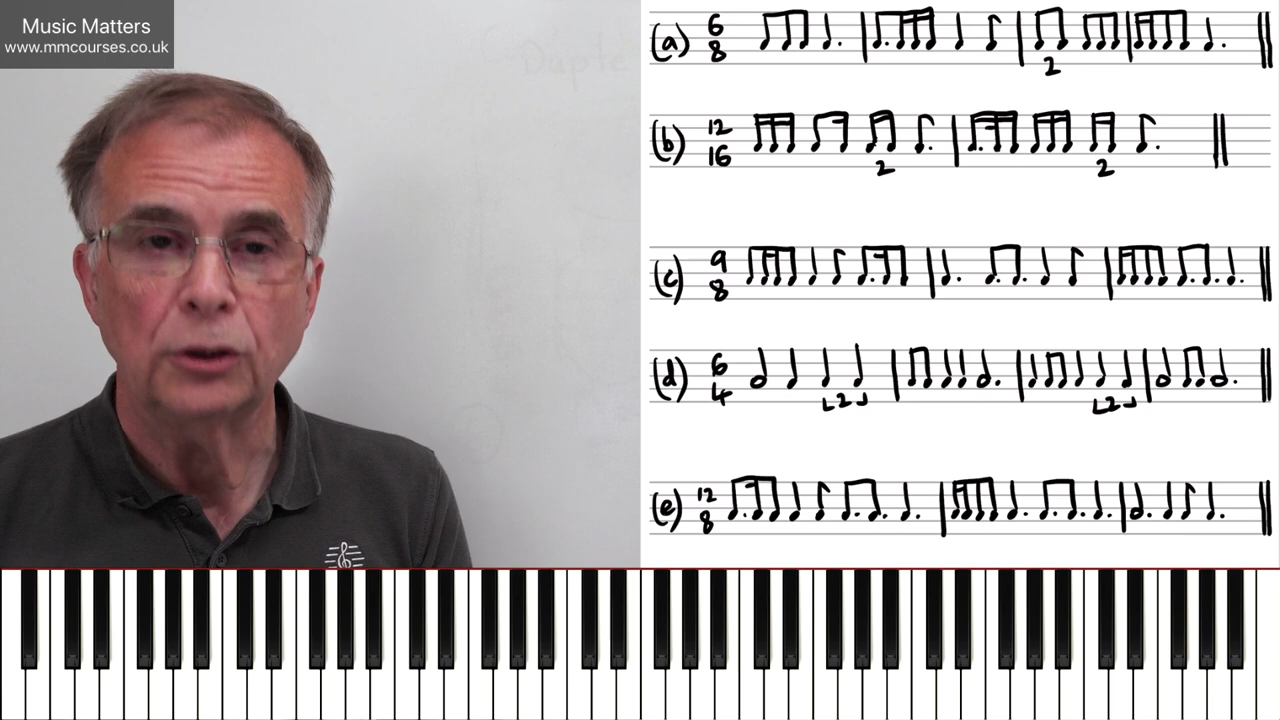 Music Matters
www.mmcourses.co.uk
(a) 6 8 2
(b) 12 16 2 2
(c) 9 8
(d) 6 4 2 2
(e) 12 8